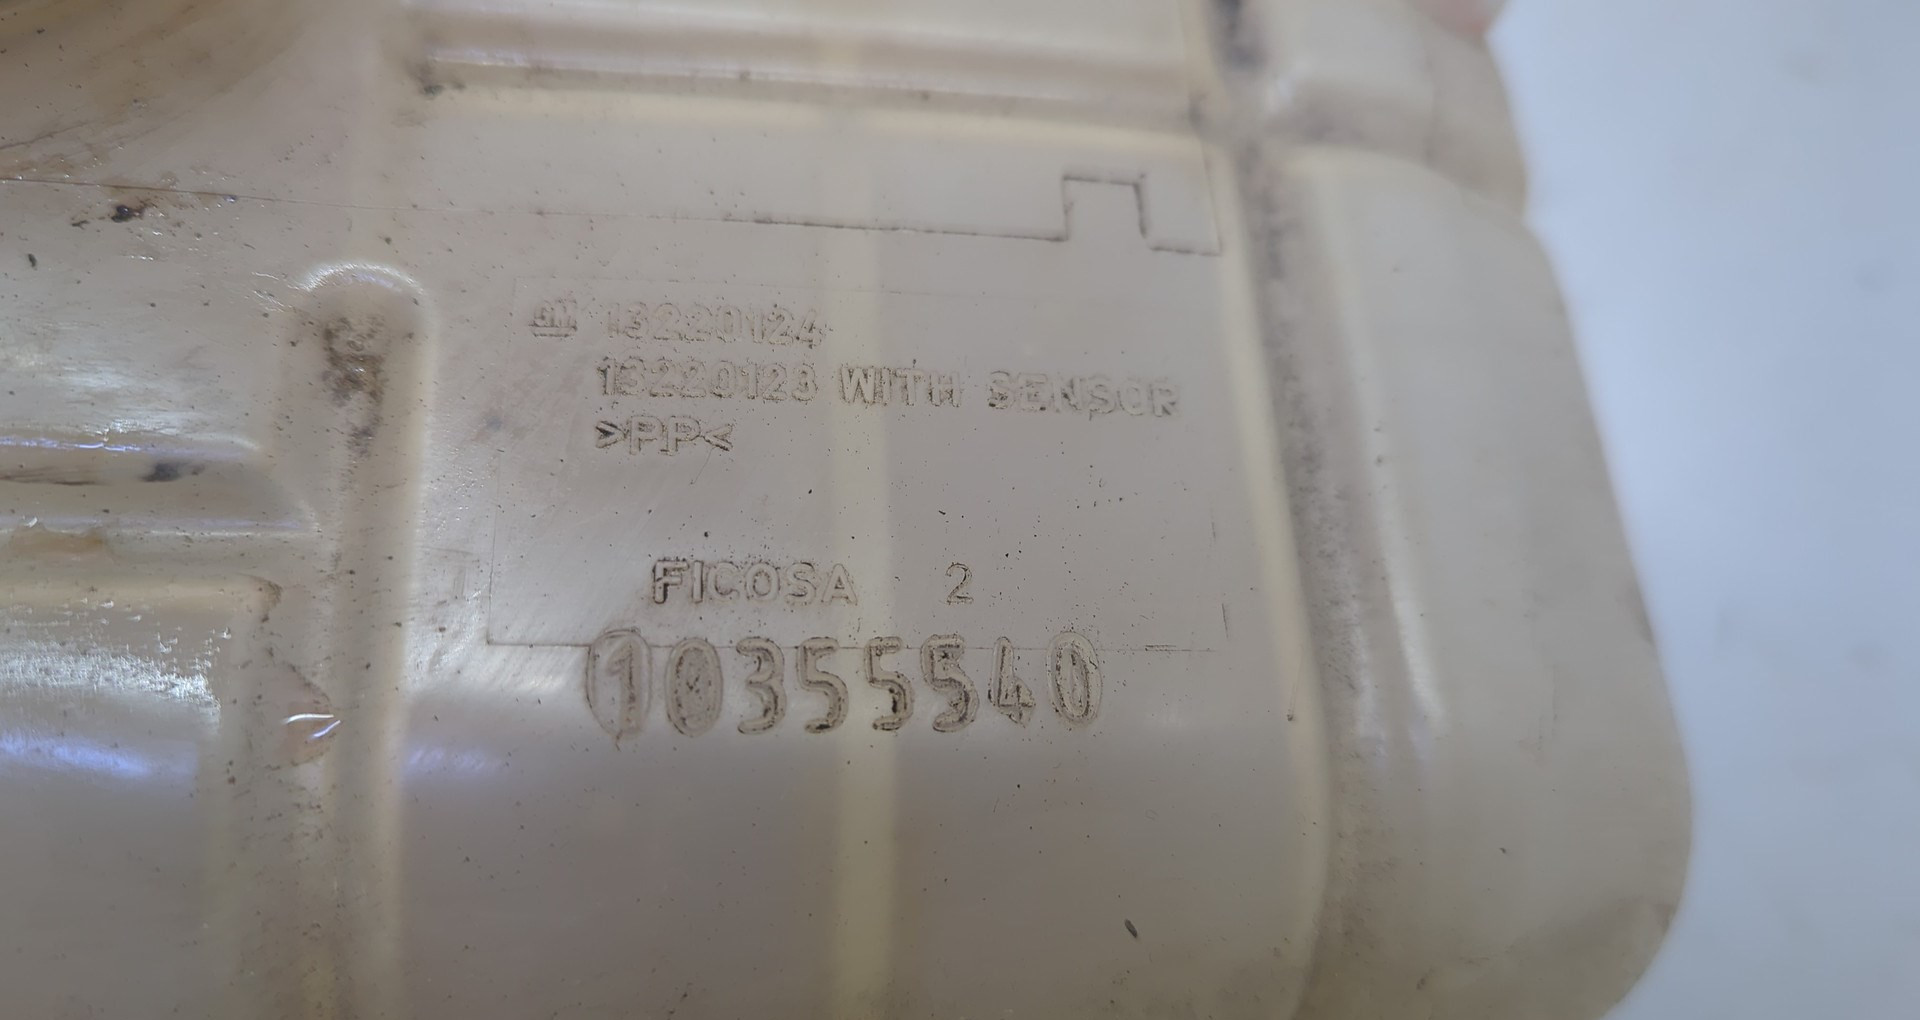 GM 13220124
13220123 WITH SENSOR
>PP<
FICOSA 2
10355540